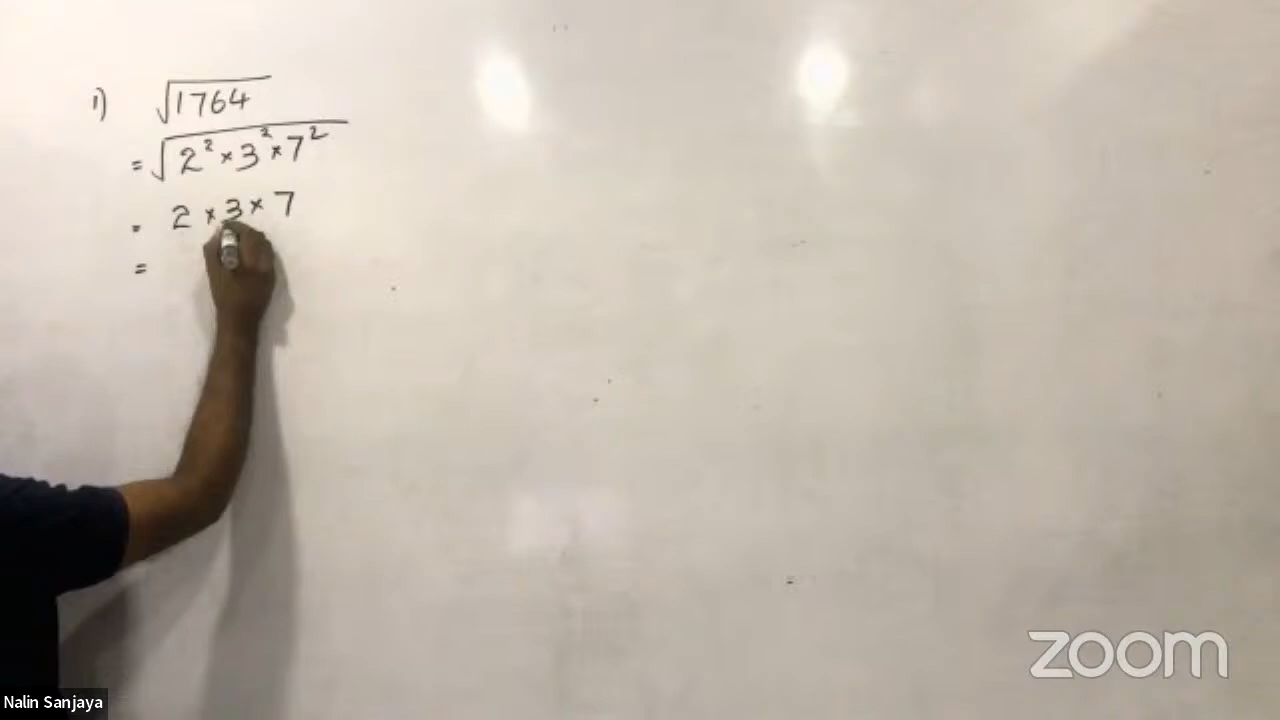 1) √1764
= √2² × 3² × 7²
= 2 × 3 × 7
=
zoom
Nalin Sanjaya